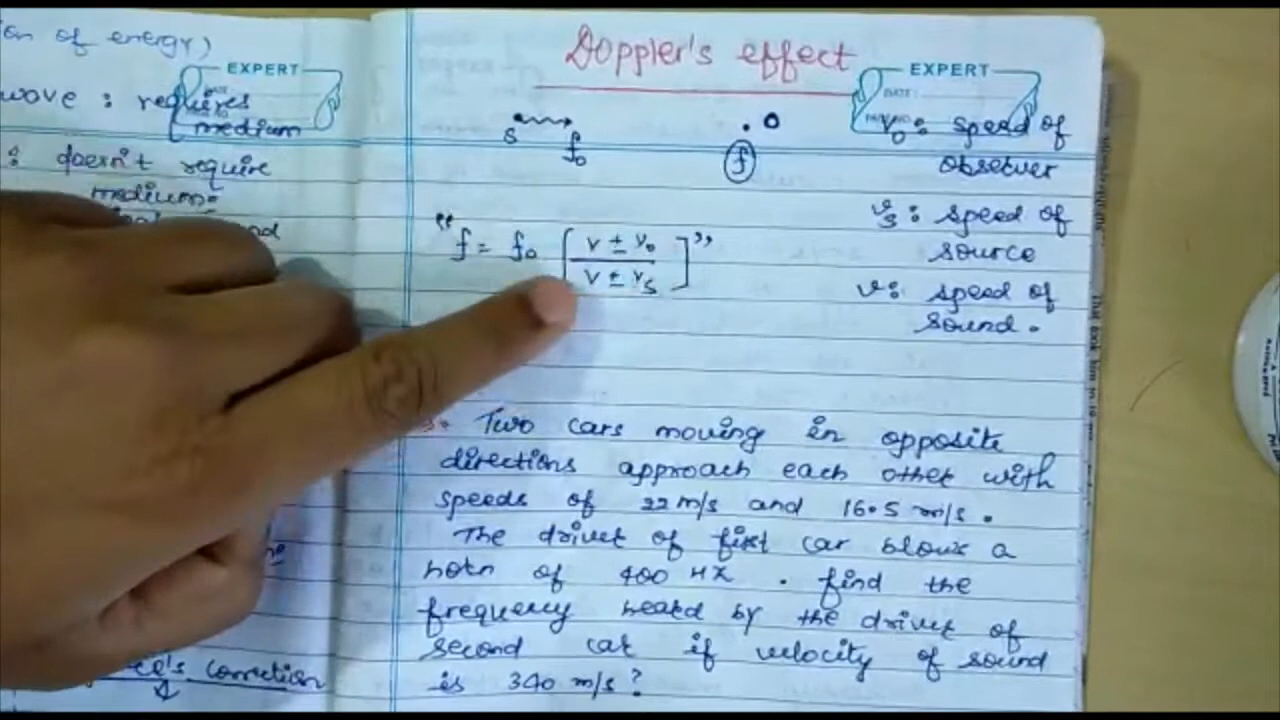 on of energy)
EXPERT
wave : requires
medium
: doesn't require
medium.
nd
ce's correction
Doppler's effect
EXPERT
DATE:
S
f₀
. O
f
v₀ : speed of
observer
vₛ : speed of
source
v : speed of
sound.
"f = f₀ [ v ± v₀
v ± vₛ ]"
Two cars moving in opposite
directions approach each other with
speeds of 22 m/s and 16.5 m/s.
The driver of first car blows a
horn of 400 HZ . find the
frequency heard by the driver of
second car if velocity of sound
is 340 m/s?